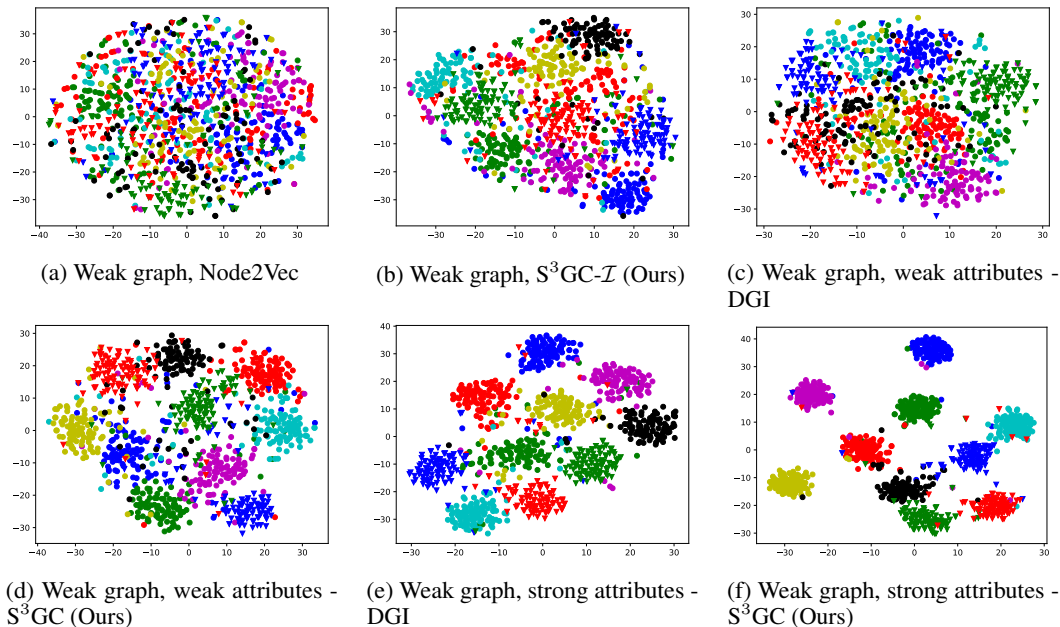 30
20
10
0
−10
−20
−30
−40 −30 −20 −10 0 10 20 30
(a) Weak graph, Node2Vec
30
20
10
0
−10
−20
−30
−30 −20 −10 0 10 20 30
(b) Weak graph, S³GC-ℐ (Ours)
20
10
0
−10
−20
−30
−30 −20 −10 0 10 20 30
(c) Weak graph, weak attributes -
DGI
30
20
10
0
−10
−20
−30
−40 −30 −20 −10 0 10 20 30
(d) Weak graph, weak attributes -
S³GC (Ours)
40
30
20
10
0
−10
−20
−30
−30 −20 −10 0 10 20 30
(e) Weak graph, strong attributes -
DGI
40
30
20
10
0
−10
−20
−30
−30 −20 −10 0 10 20 30
(f) Weak graph, strong attributes -
S³GC (Ours)